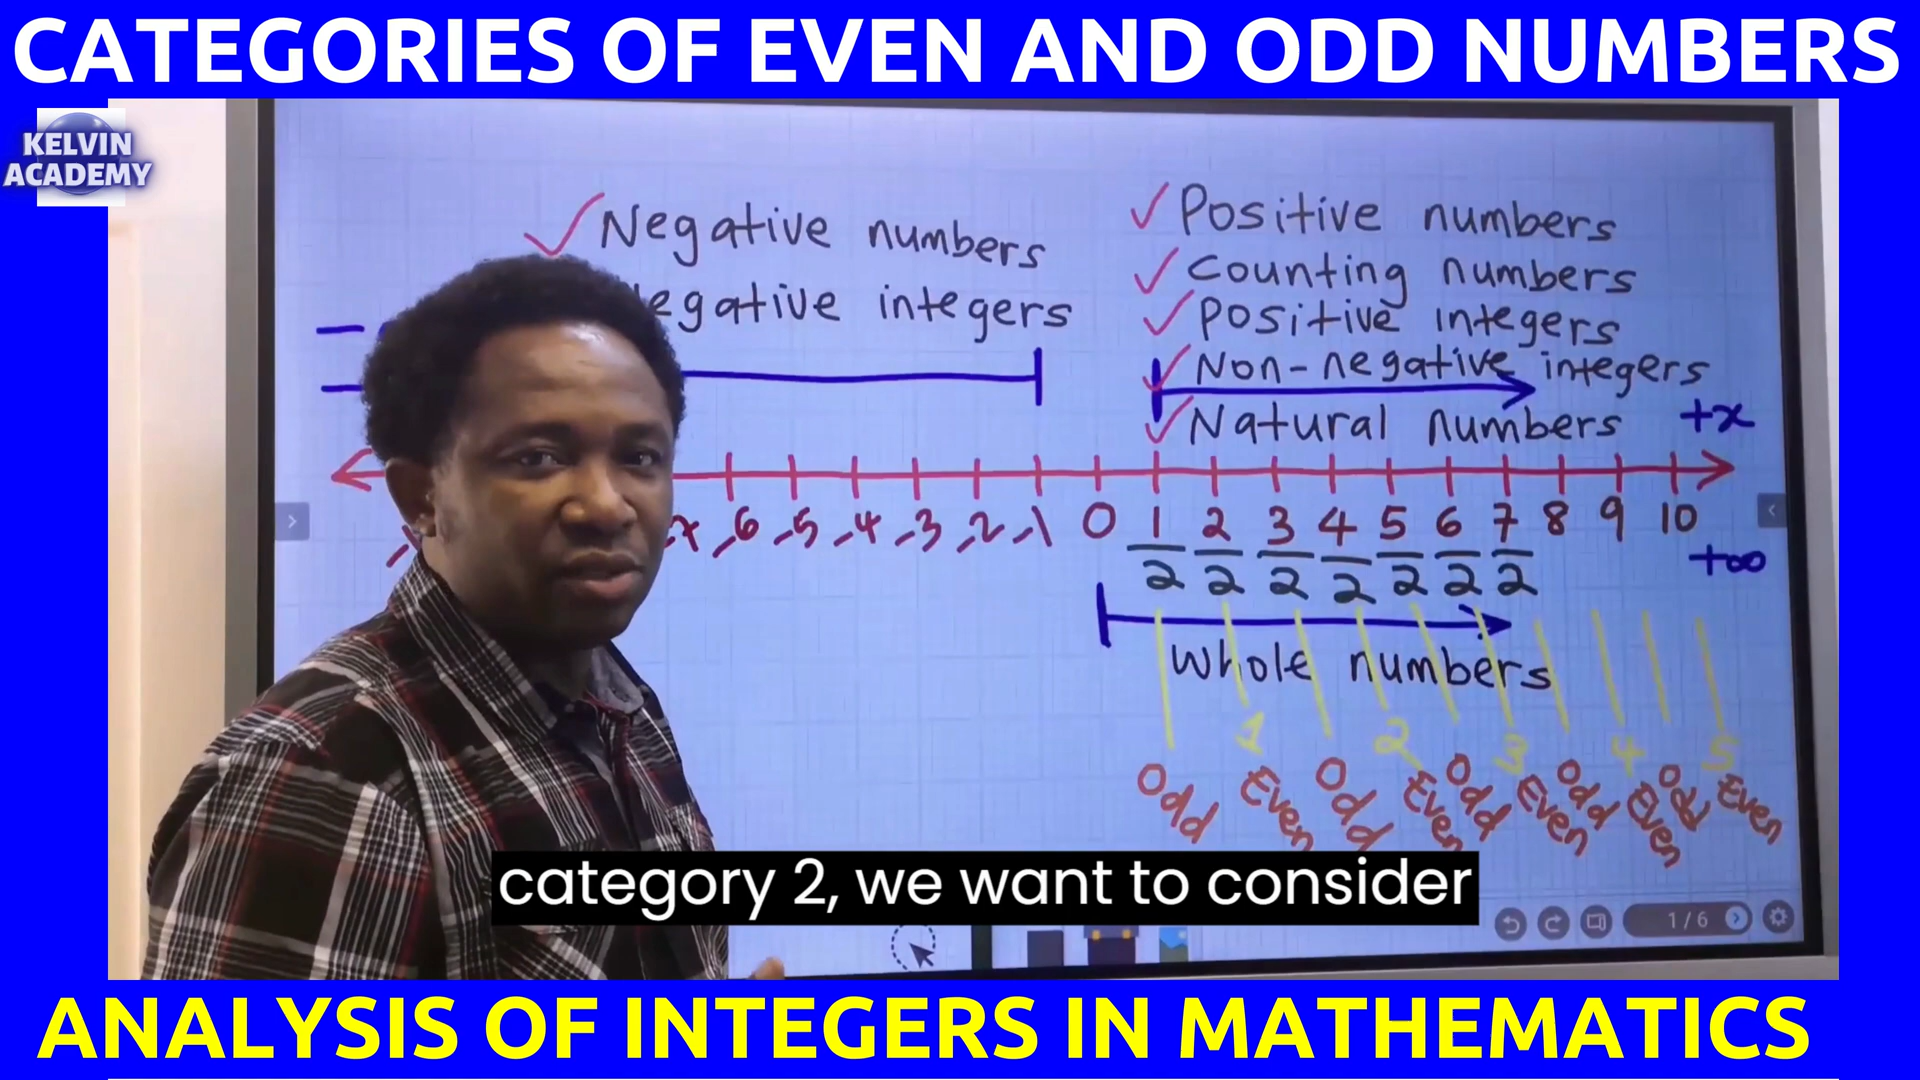 CATEGORIES OF EVEN AND ODD NUMBERS
KELVIN
ACADEMY
Negative numbers
egative integers
Positive numbers
Counting numbers
Positive integers
Non-negative integers
Natural numbers
+x
-7 -6 -5 -4 -3 -2 -1 0 1 2 3 4 5 6 7 8 9 10
2 2 2 2 2 2 2
+∞
Whole numbers
1 2 3 4 5
Odd Even Odd Even Odd Even Odd Even Odd Even
category 2, we want to consider
1/6
ANALYSIS OF INTEGERS IN MATHEMATICS